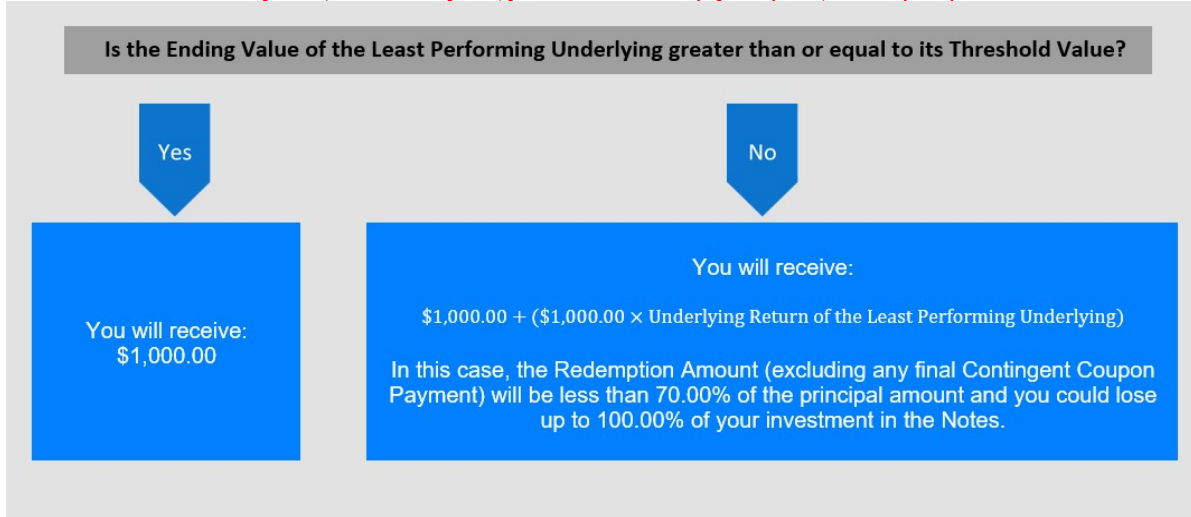 Is the Ending Value of the Least Performing Underlying greater than or equal to its Threshold Value?
Yes
No
You will receive:
$1,000.00
You will receive:
$1,000.00 + ($1,000.00 × Underlying Return of the Least Performing Underlying)
In this case, the Redemption Amount (excluding any final Contingent Coupon
Payment) will be less than 70.00% of the principal amount and you could lose
up to 100.00% of your investment in the Notes.